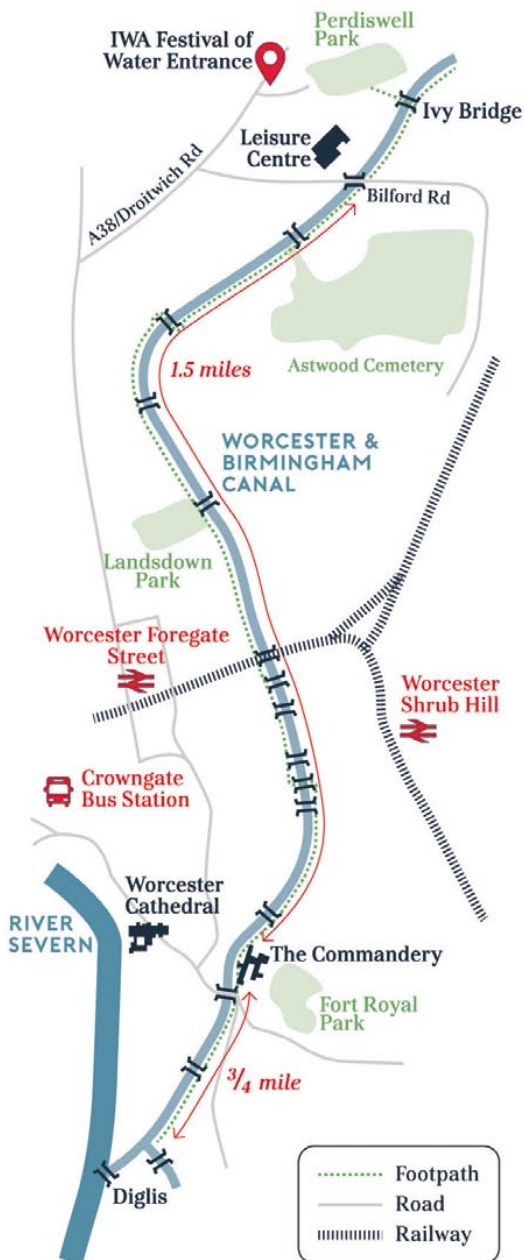 Perdiswell
Park
IWA Festival of
Water Entrance
Ivy Bridge
Leisure
Centre
A38/Droitwich Rd
Bilford Rd
Astwood Cemetery
1.5 miles
WORCESTER &
BIRMINGHAM
CANAL
Landsdown
Park
Worcester Foregate
Street
Worcester
Shrub Hill
Crowngate
Bus Station
Worcester
Cathedral
RIVER
SEVERN
The Commandery
Fort Royal
Park
3/4 mile
Diglis
Footpath
Road
Railway